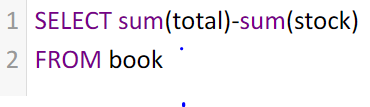 1 SELECT sum(total)-sum(stock)
2 FROM book